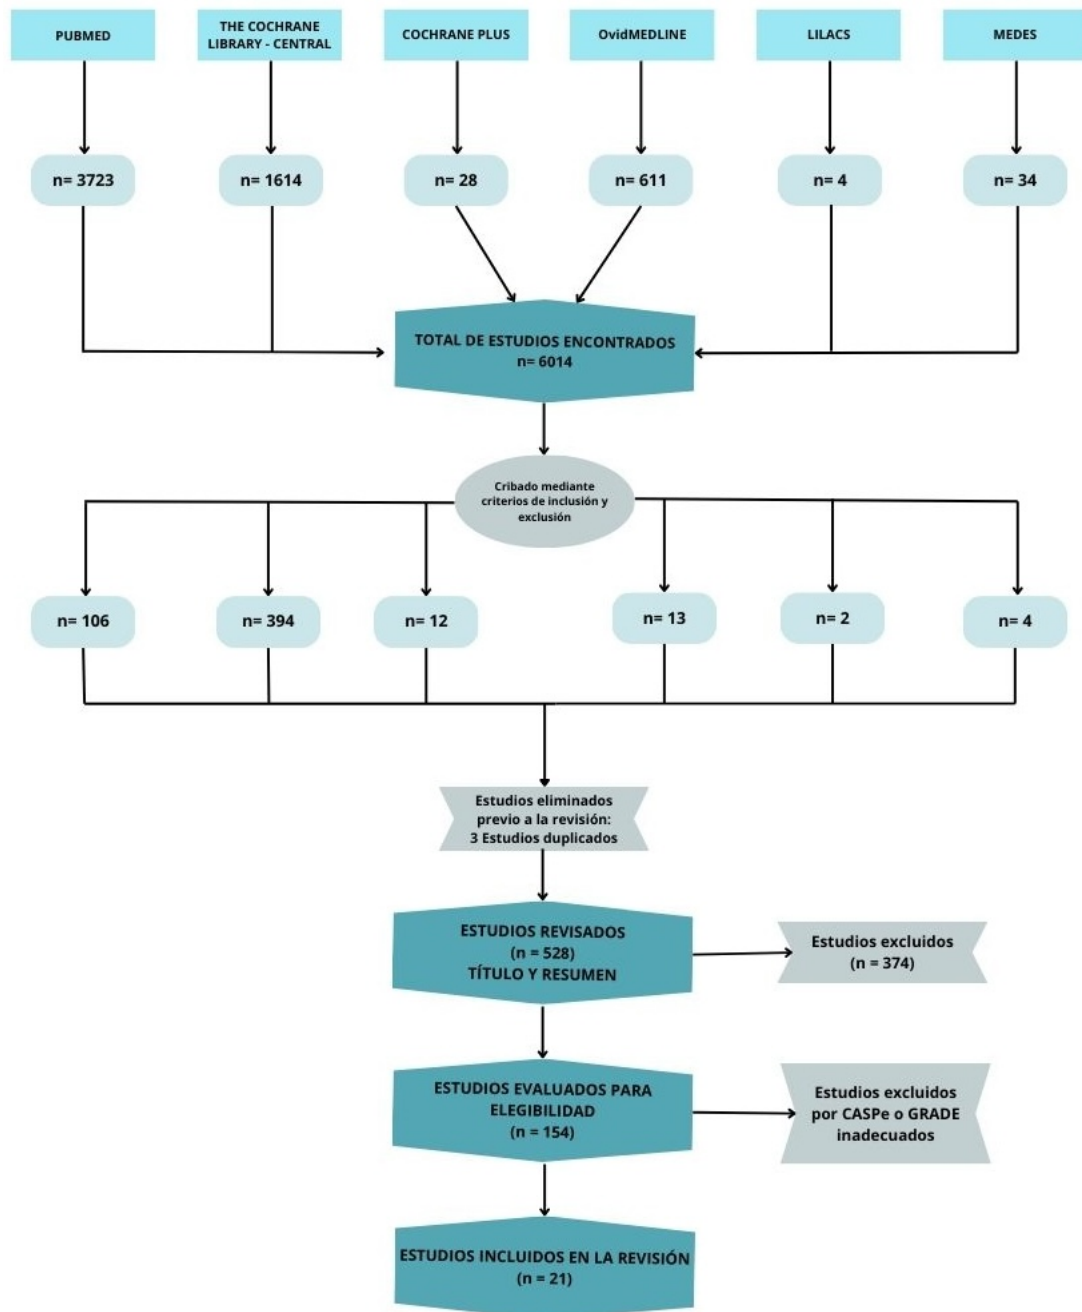 PUBMED
THE COCHRANE
LIBRARY - CENTRAL
COCHRANE PLUS
OvidMEDLINE
LILACS
MEDES
n= 3723
n= 1614
n= 28
n= 611
n= 4
n= 34
TOTAL DE ESTUDIOS ENCONTRADOS
n= 6014
Cribado mediante
criterios de inclusión y
exclusión
n= 106
n= 394
n= 12
n= 13
n= 2
n= 4
Estudios eliminados
previo a la revisión:
3 Estudios duplicados
ESTUDIOS REVISADOS
(n = 528)
TÍTULO Y RESUMEN
Estudios excluidos
(n = 374)
ESTUDIOS EVALUADOS PARA
ELEGIBILIDAD
(n = 154)
Estudios excluidos
por CASPe o GRADE
inadecuados
ESTUDIOS INCLUIDOS EN LA REVISIÓN
(n = 21)